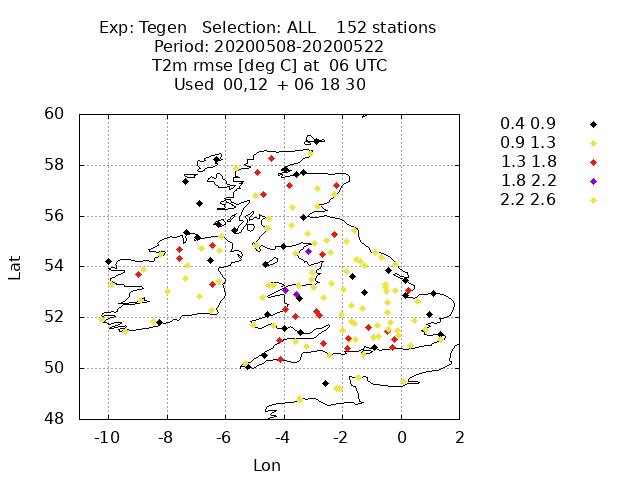 Exp: Tegen   Selection: ALL    152 stations
Period: 20200508-20200522
T2m rmse [deg C] at  06 UTC
Used  00,12  + 06 18 30
0.4 0.9
0.9 1.3
1.3 1.8
1.8 2.2
2.2 2.6
60
58
56
54
52
50
48
Lat
-10 -8 -6 -4 -2 0 2
Lon